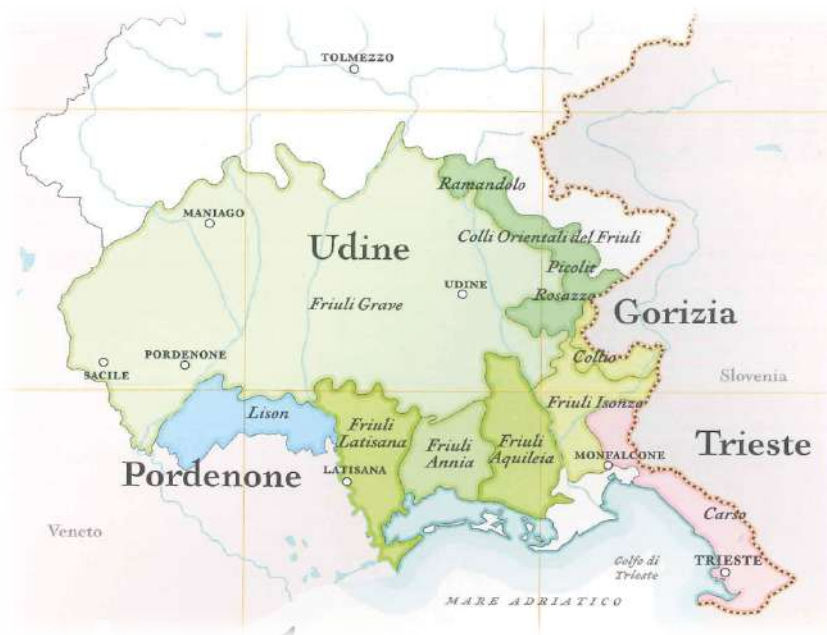 TOLMEZZO
Ramandolo
MANIAGO
Colli Orientali del Friuli
Udine
Picolit
UDINE
Rosazzo
Friuli Grave
Gorizia
PORDENONE
Collio
SACILE
Slovenia
Friuli Isonzo
Lison
Friuli
Latisana
Friuli
Annia
Friuli
Aquileia
Trieste
MONFALCONE
Pordenone
LATISANA
Carso
Veneto
Golfo di
Trieste
TRIESTE
MARE ADRIATICO